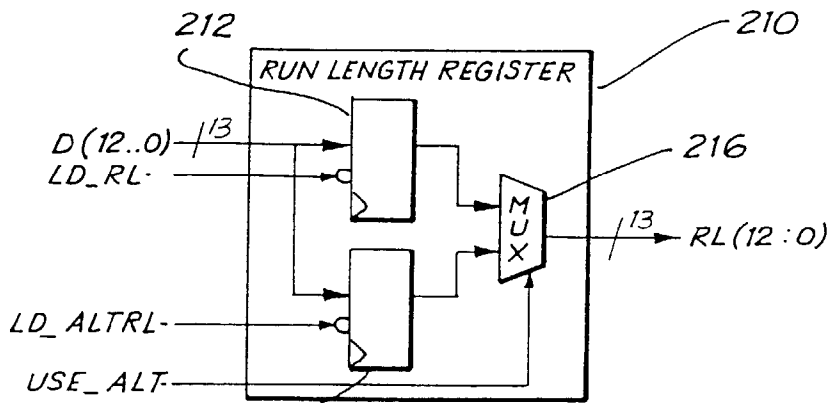 212
210
RUN LENGTH REGISTER
D(12..0)
13
LD_RL-
216
MUX
13
RL(12:0)
LD_ALTRL-
USE_ALT-